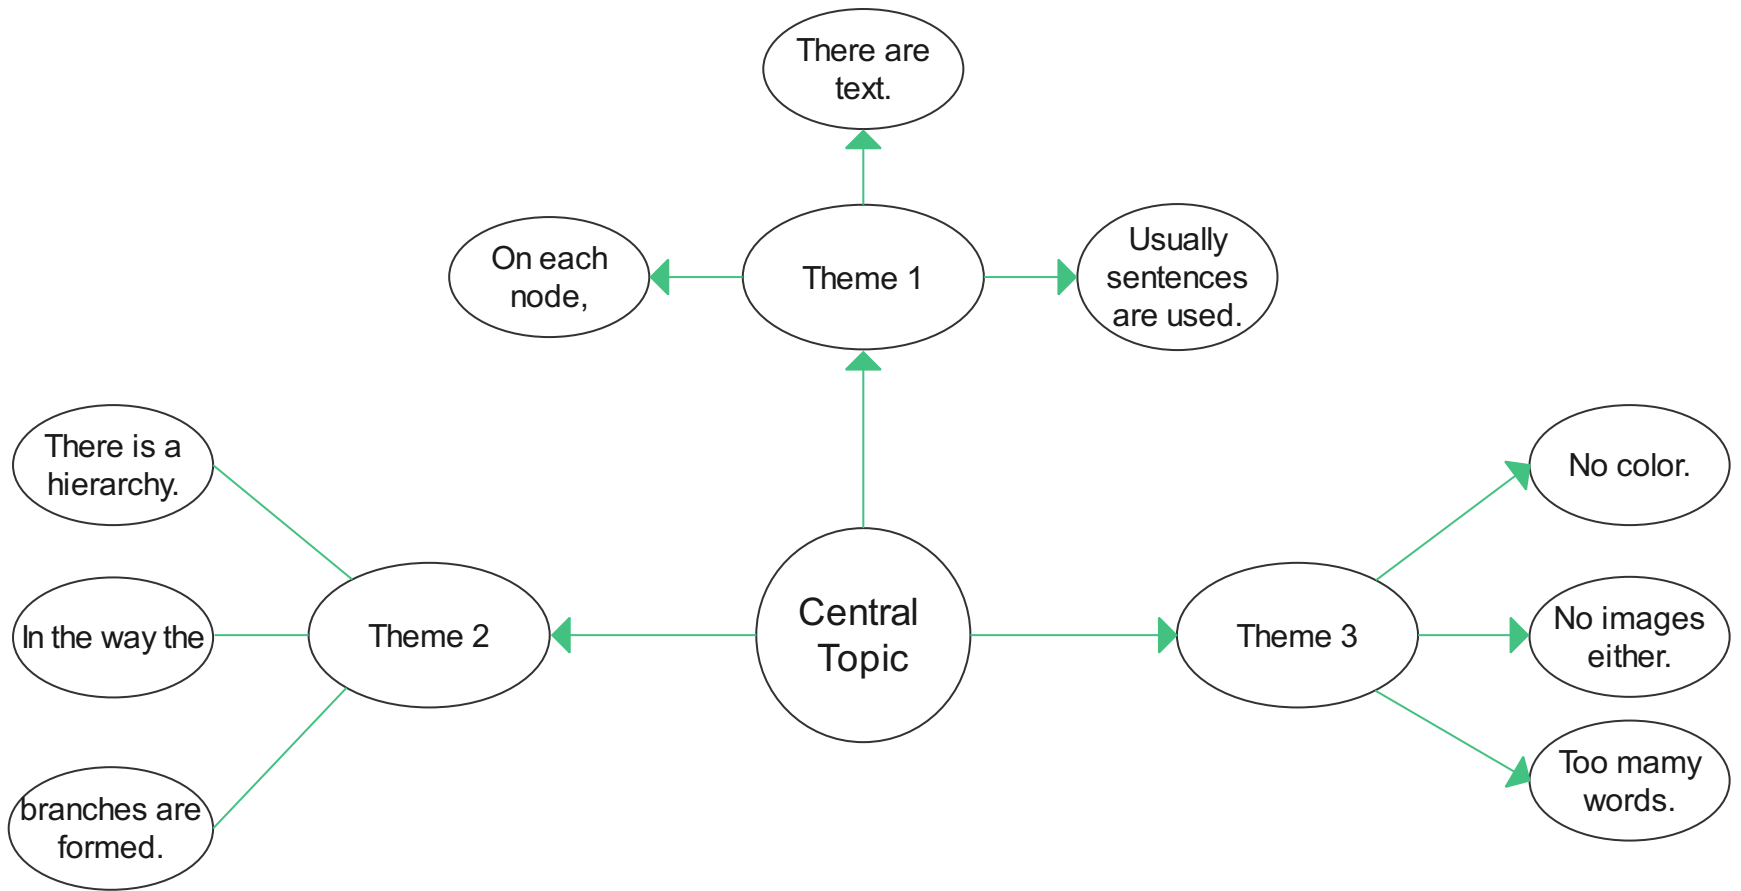 There are
text.
On each
node,
Theme 1
Usually
sentences
are used.
There is a
hierarchy.
In the way the
branches are
formed.
Theme 2
Central
Topic
Theme 3
No color.
No images
either.
Too mamy
words.